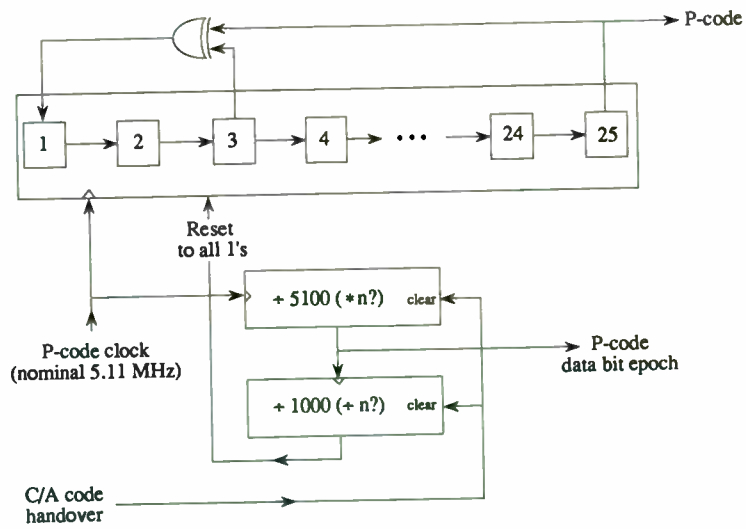 P-code
1
2
3
4
• • •
24
25
Reset
to all 1's
÷ 5100 (*n?) clear
P-code clock
(nominal 5.11 MHz)
P-code
data bit epoch
÷ 1000 (÷ n?) clear
C/A code
handover